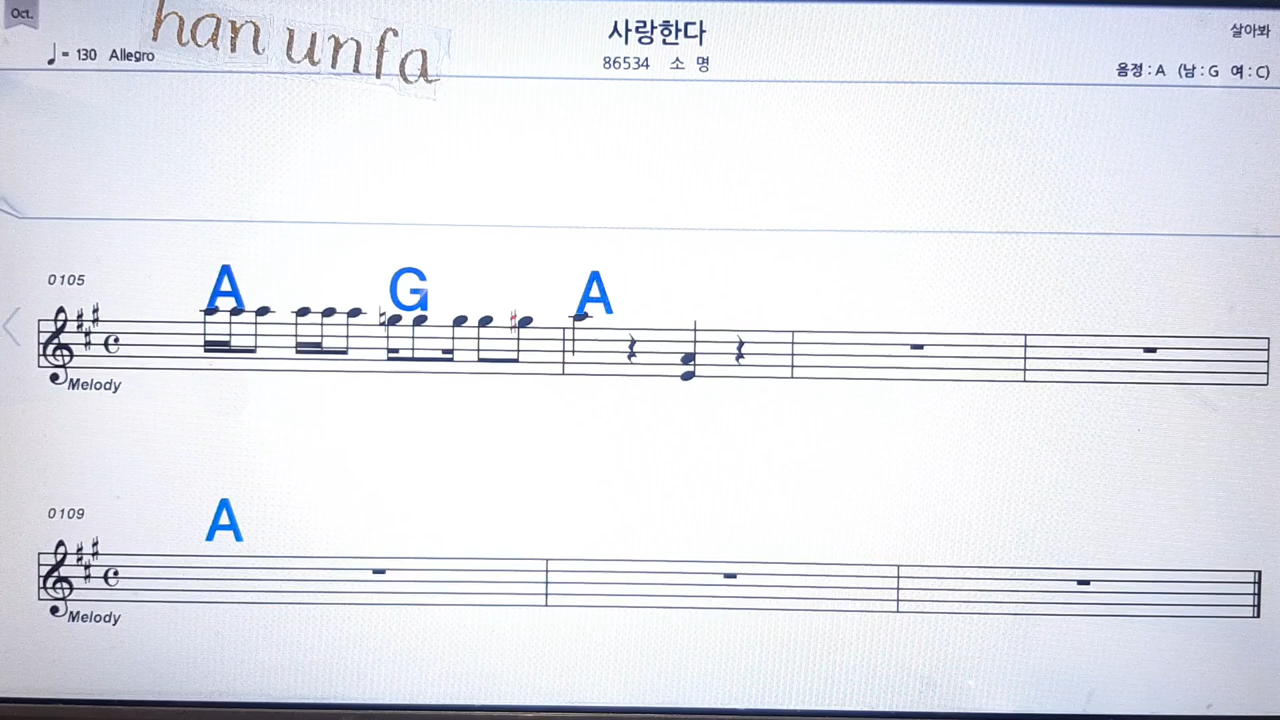 Oct.
han unfa
사랑한다
살아봐
♩= 130 Allegro
86534 소 명
음정 : A (남 : G 여 : C)
0105
A G A
Melody
0109
A
Melody